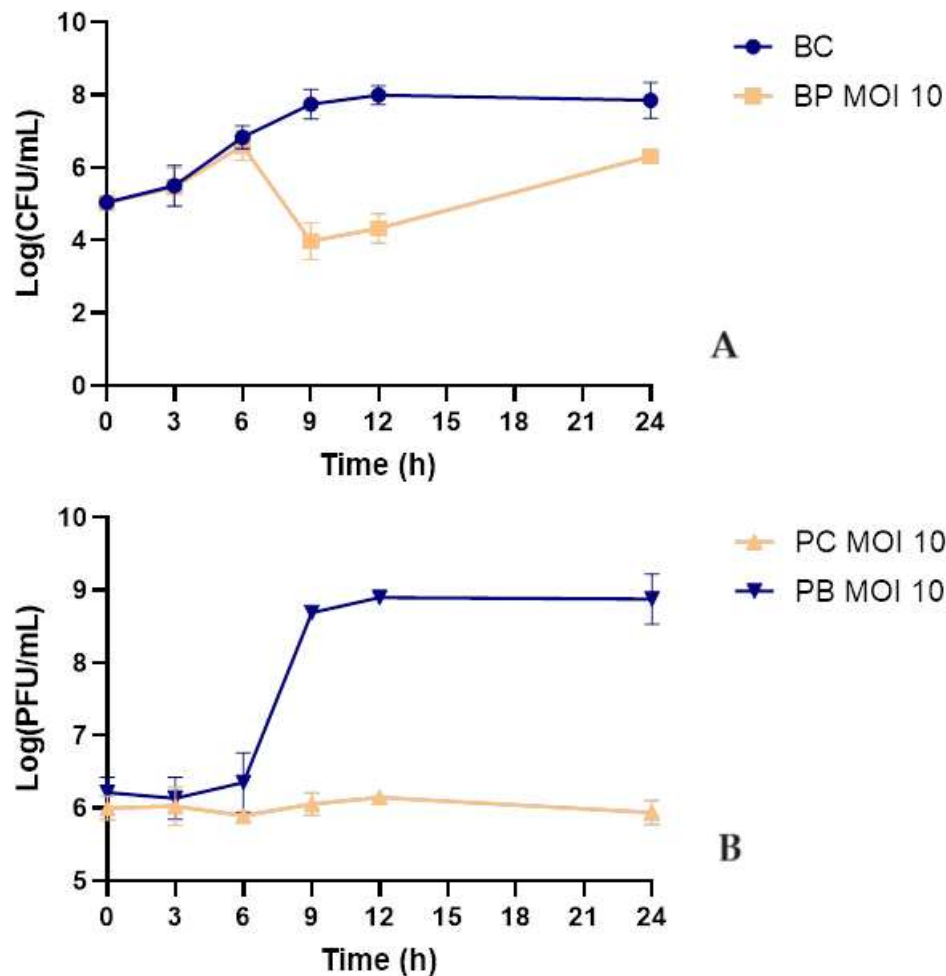 10
8
6
4
2
0
Log(CFU/mL)
0 3 6 9 12 15 18 21 24
Time (h)
BC
BP MOI 10
A
10
9
8
7
6
5
Log(PFU/mL)
0 3 6 9 12 15 18 21 24
Time (h)
PC MOI 10
PB MOI 10
B